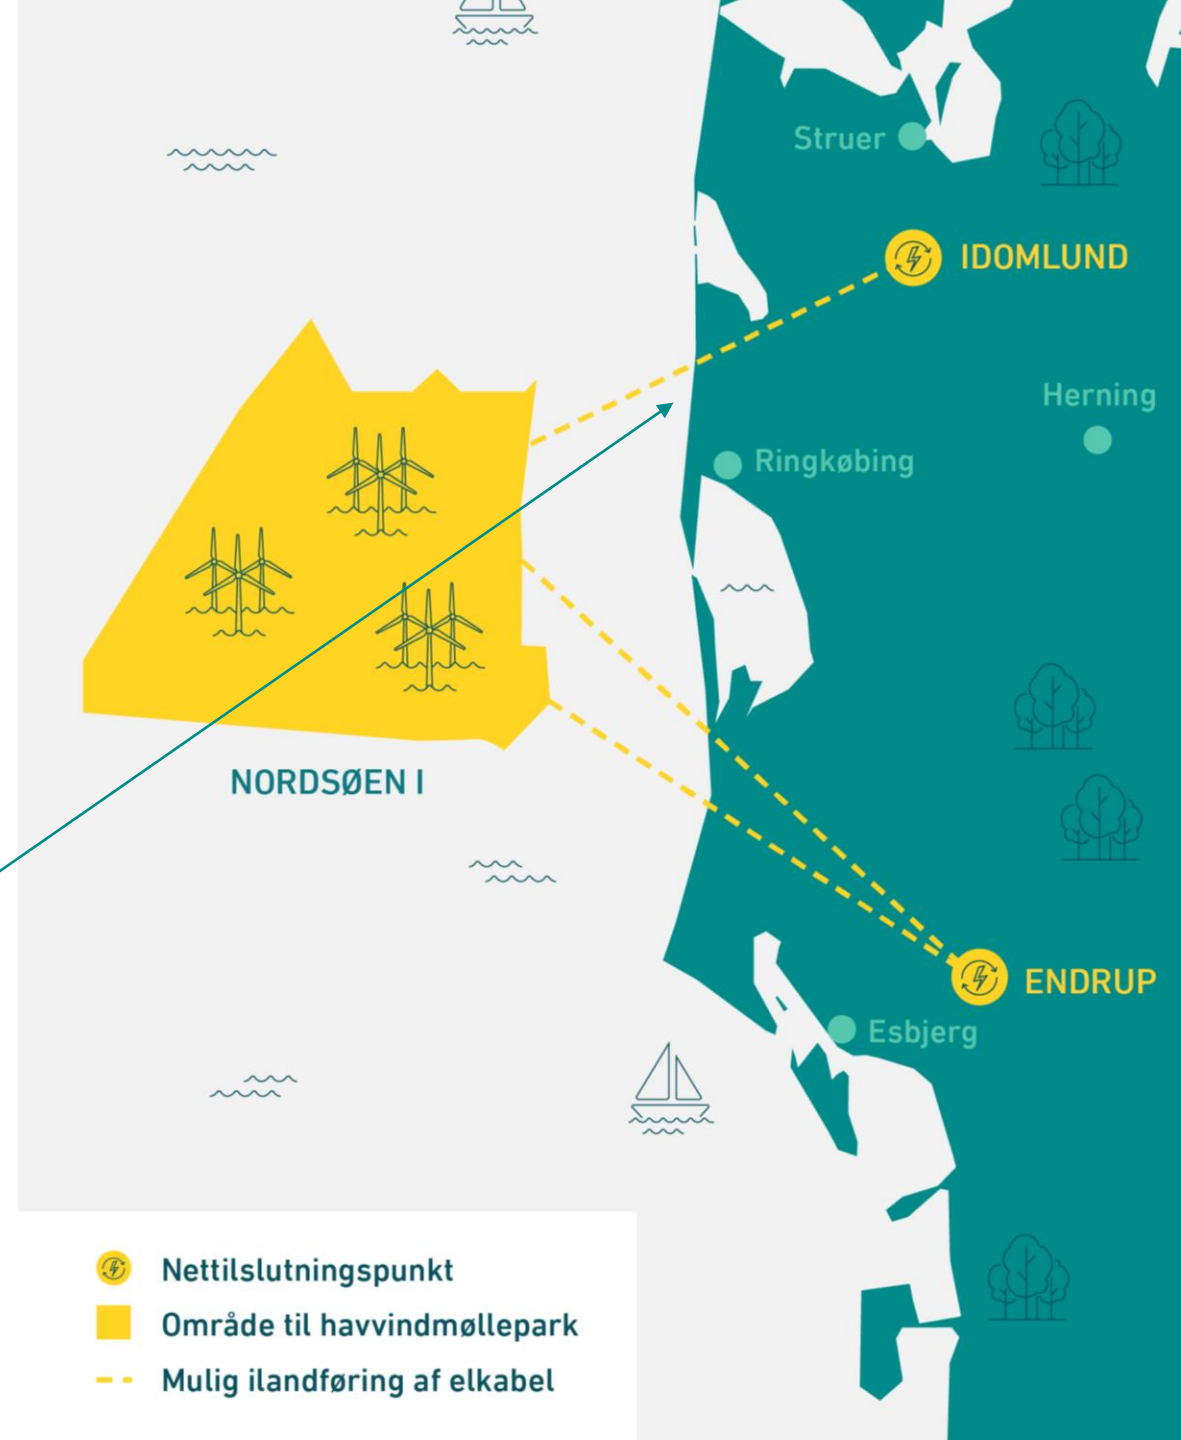 Struer
IDOMLUND
Herning
Ringkøbing
NORDSØEN I
ENDRUP
Esbjerg
Nettilslutningspunkt
Område til havvindmøllepark
Mulig ilandføring af elkabel